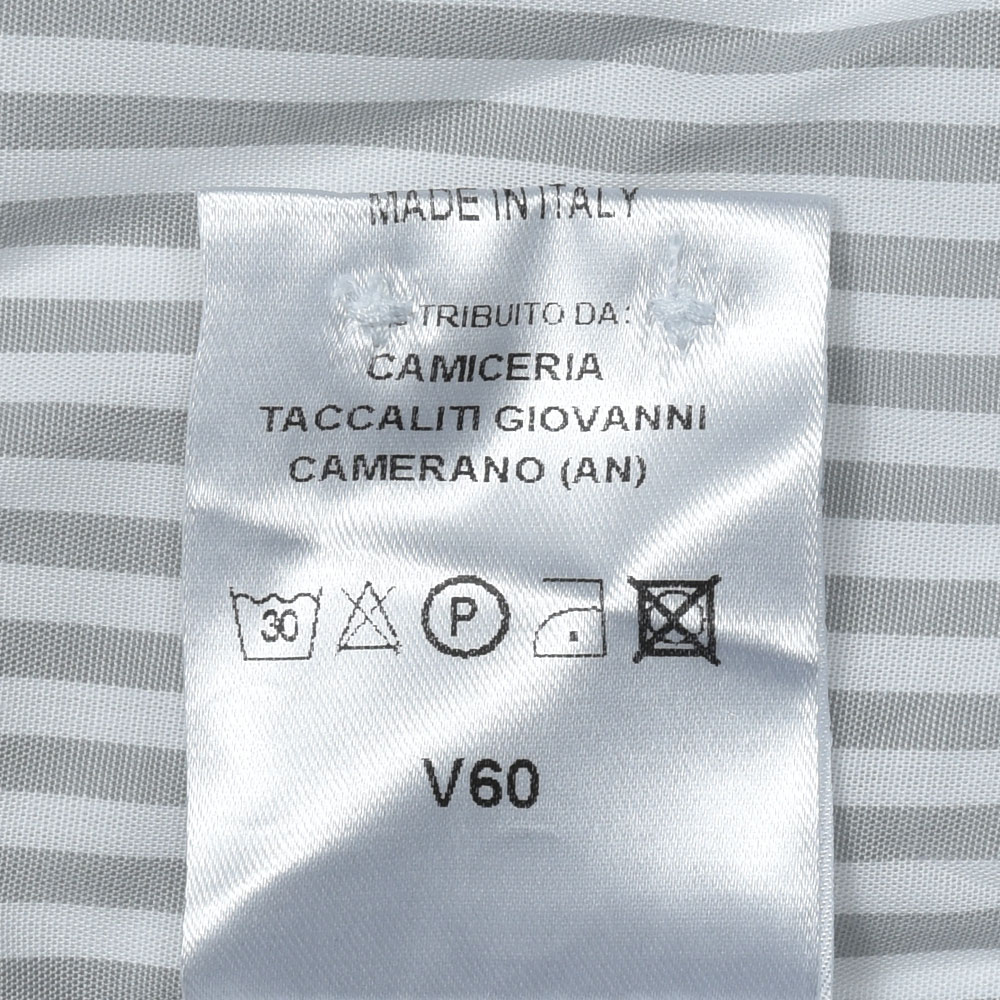 MADE IN ITALY
TRIBUITO DA:
CAMICERIA
TACCALITI GIOVANNI
CAMERANO (AN)
30 P
V60